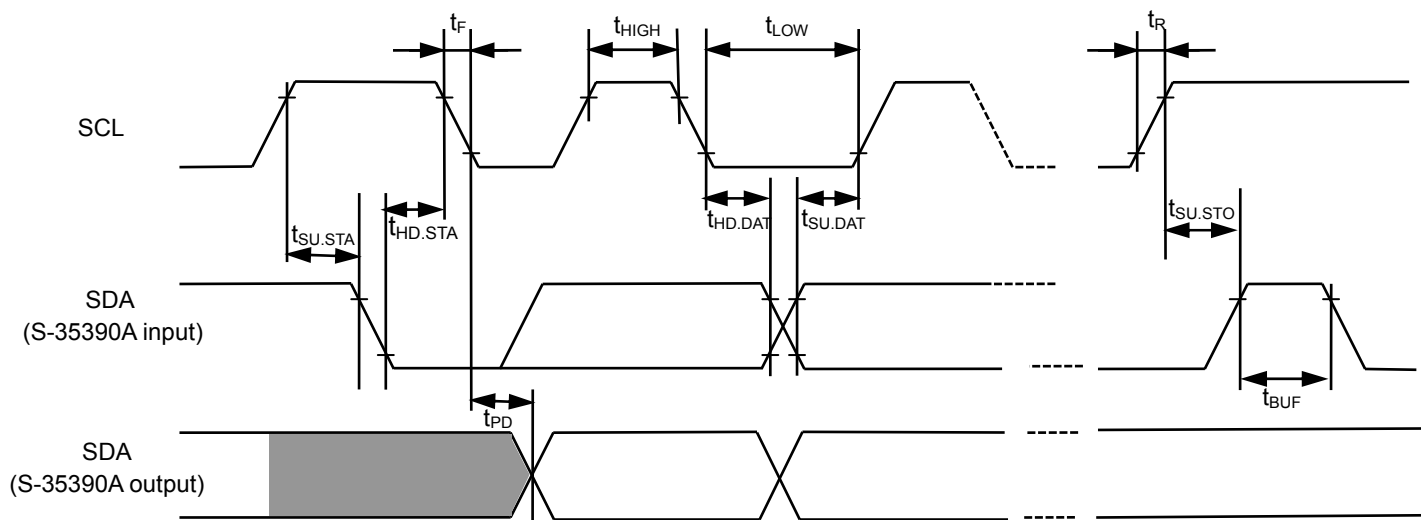 tF
tHIGH
tLOW
tR
SCL
tSU.STA
tHD.STA
tHD.DAT
tSU.DAT
tSU.STO
SDA
(S-35390A input)
tPD
tBUF
SDA
(S-35390A output)